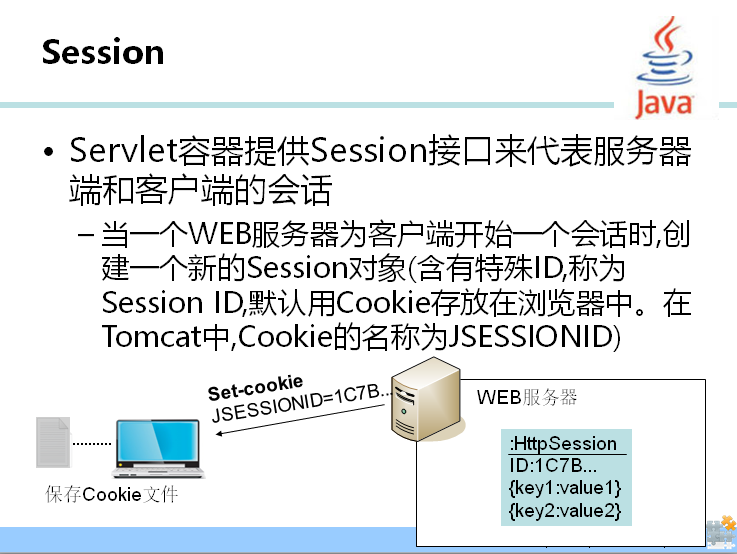 Session
Java
• Servlet容器提供Session接口来代表服务器
端和客户端的会话
– 当一个WEB服务器为客户端开始一个会话时,创
建一个新的Session对象(含有特殊ID,称为
Session ID,默认用Cookie存放在浏览器中。在
Tomcat中,Cookie的名称为JSESSIONID)
Set-cookie
JSESSIONID=1C7B...
WEB服务器
:HttpSession
ID:1C7B...
{key1:value1}
{key2:value2}
保存Cookie文件